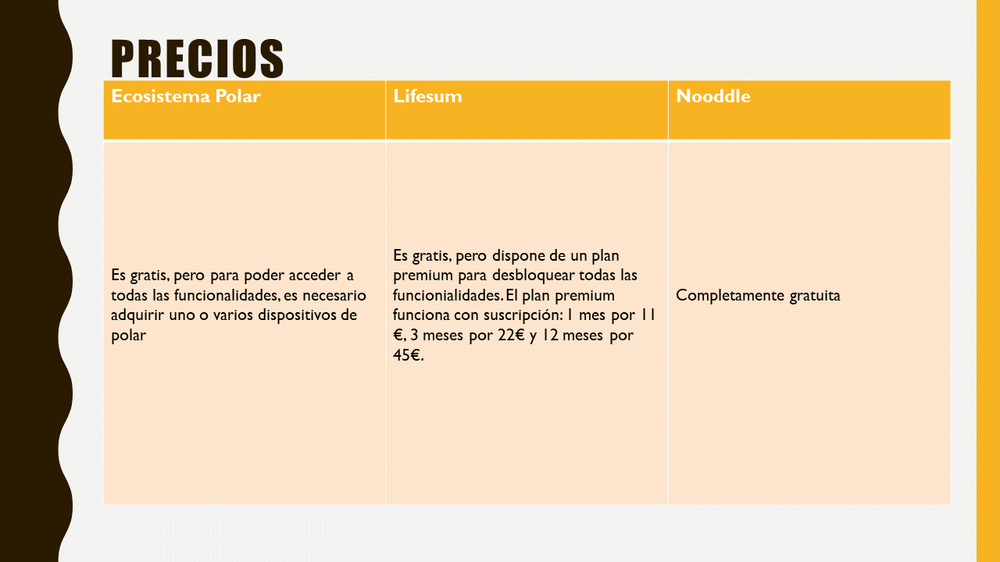 PRECIOS
Ecosistema Polar
Lifesum
Nooddle
Es gratis, pero para poder acceder a
todas las funcionalidades, es necesario
adquirir uno o varios dispositivos de
polar
Es gratis, pero dispone de un plan
premium para desbloquear todas las
funcionialidades. El plan premium
funciona con suscripción: 1 mes por 11
€, 3 meses por 22€ y 12 meses por
45€.
Completamente gratuita